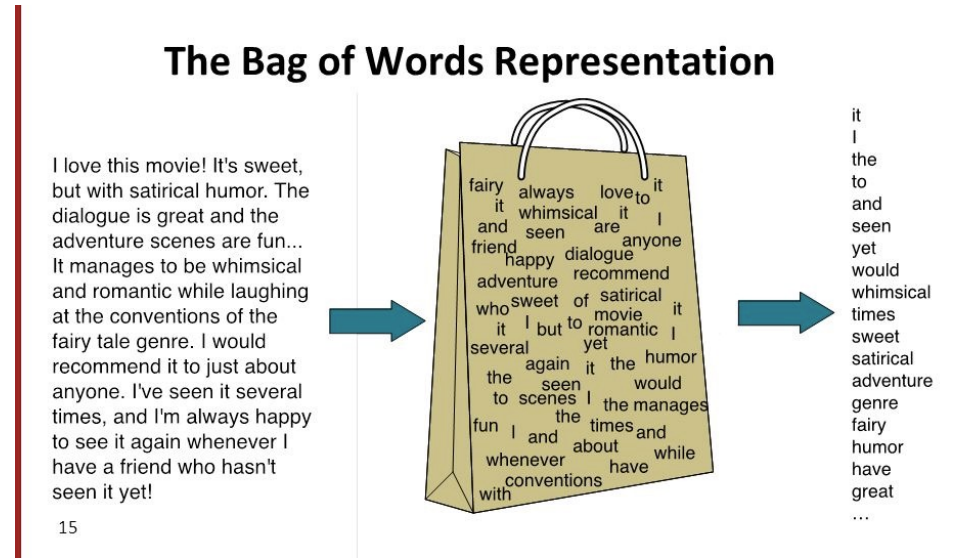 The Bag of Words Representation
I love this movie! It's sweet,
but with satirical humor. The
dialogue is great and the
adventure scenes are fun...
It manages to be whimsical
and romantic while laughing
at the conventions of the
fairy tale genre. I would
recommend it to just about
anyone. I've seen it several
times, and I'm always happy
to see it again whenever I
have a friend who hasn't
seen it yet!
15
fairy always love to it
it whimsical it I
and seen are anyone
friend happy dialogue
adventure recommend
who sweet of satirical it
it I but to movie romantic I
several yet
again it the humor
the seen would
to scenes I the manages
fun I and the times and
whenever about while
have
conventions
with
it
I
the
to
and
seen
yet
would
whimsical
times
sweet
satirical
adventure
genre
fairy
humor
have
great
...